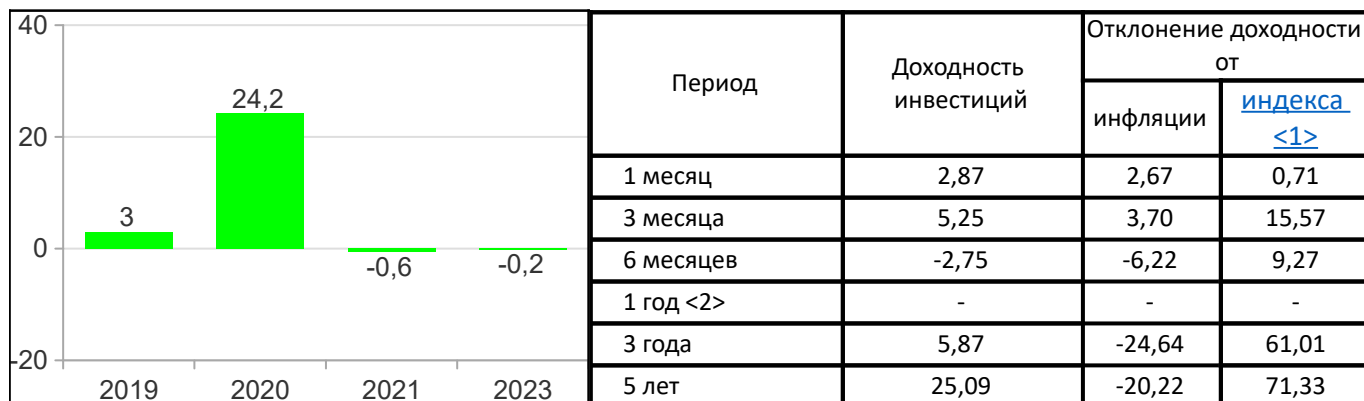 40
20
0
-20
3
24,2
-0,6
-0,2
2019 2020 2021 2023
Период
Доходность
инвестиций
Отклонение доходности
от
инфляции
индекса
<1>
1 месяц 2,87 2,67 0,71
3 месяца 5,25 3,70 15,57
6 месяцев -2,75 -6,22 9,27
1 год <2> - - -
3 года 5,87 -24,64 61,01
5 лет 25,09 -20,22 71,33